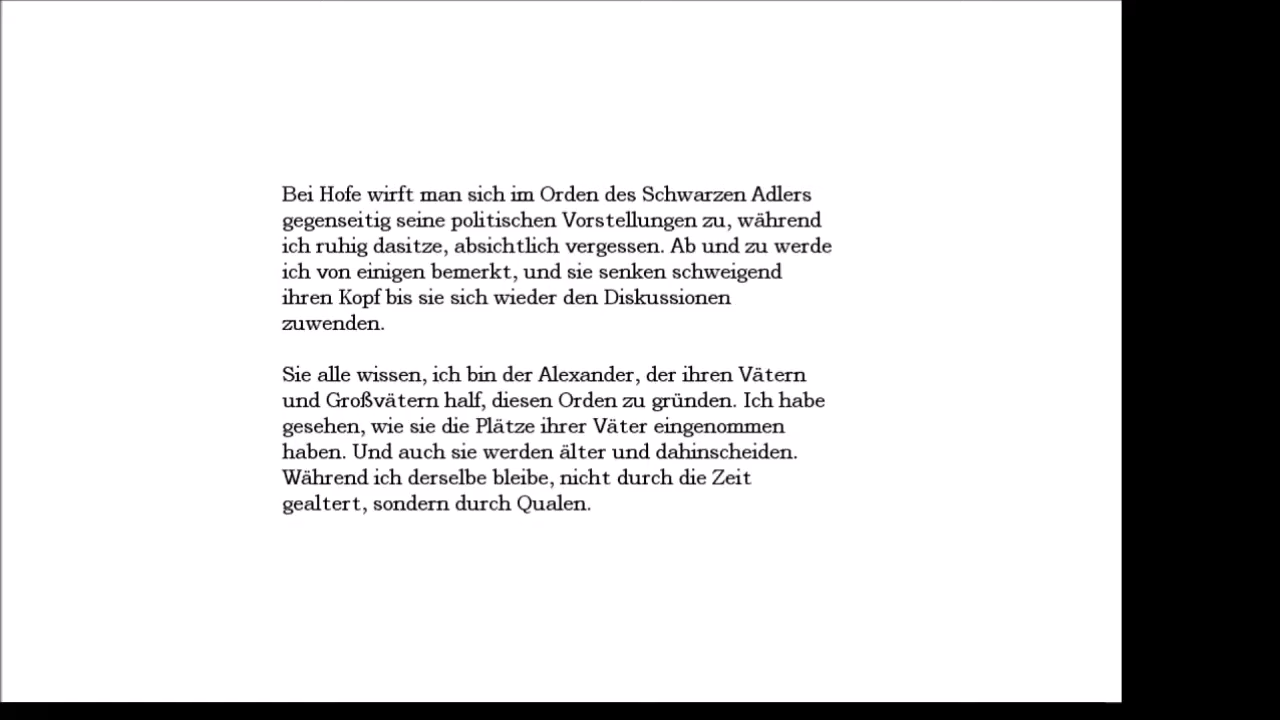 Bei Hofe wirft man sich im Orden des Schwarzen Adlers
gegenseitig seine politischen Vorstellungen zu, während
ich ruhig dasitze, absichtlich vergessen. Ab und zu werde
ich von einigen bemerkt, und sie senken schweigend
ihren Kopf bis sie sich wieder den Diskussionen
zuwenden.
Sie alle wissen, ich bin der Alexander, der ihren Vätern
und Großvätern half, diesen Orden zu gründen. Ich habe
gesehen, wie sie die Plätze ihrer Väter eingenommen
haben. Und auch sie werden älter und dahinscheiden.
Während ich derselbe bleibe, nicht durch die Zeit
gealtert, sondern durch Qualen.